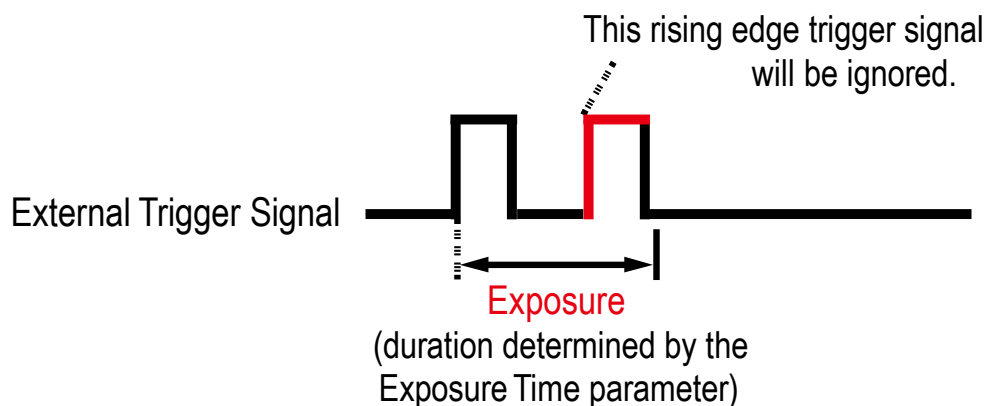 This rising edge trigger signal
will be ignored.
External Trigger Signal
Exposure
(duration determined by the
Exposure Time parameter)